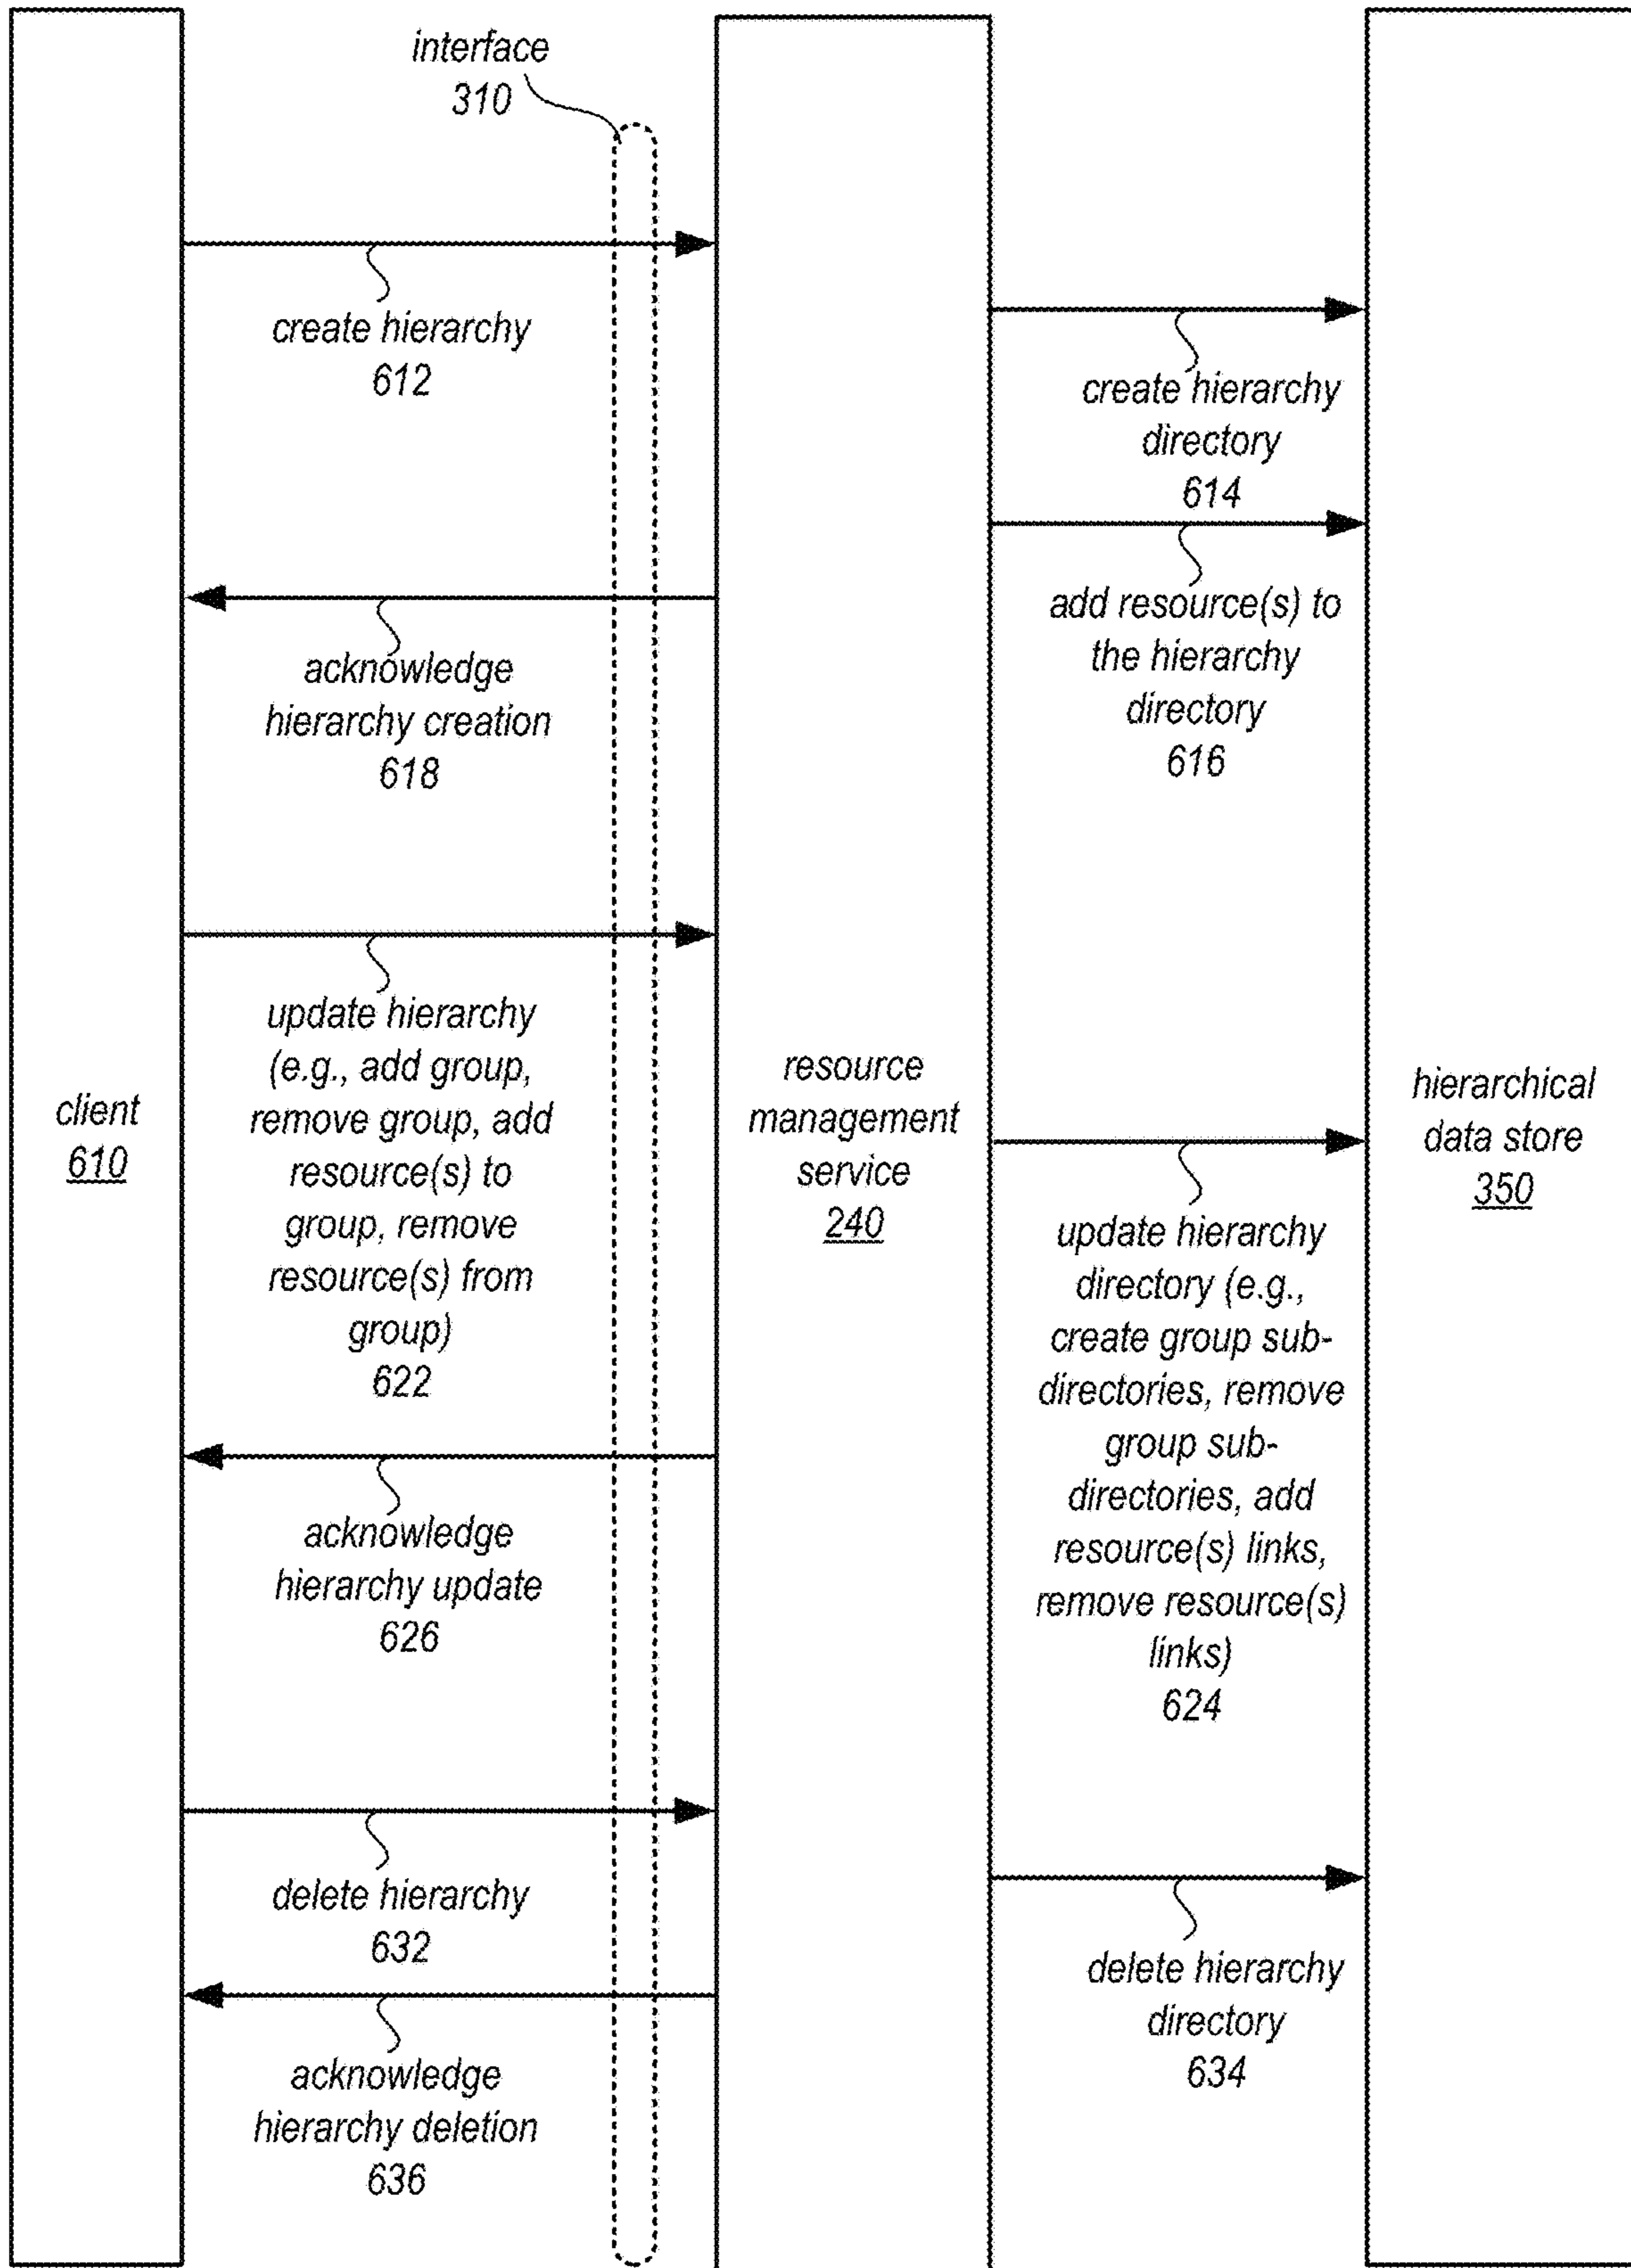 interface
310
create hierarchy
612
create hierarchy
directory
614
add resource(s) to
the hierarchy
directory
616
acknowledge
hierarchy creation
618
update hierarchy
(e.g., add group,
remove group, add
resource(s) to
group, remove
resource(s) from
group)
622
client
610
resource
management
service
240
hierarchical
data store
350
update hierarchy
directory (e.g.,
create group sub-
directories, remove
group sub-
directories, add
resource(s) links,
remove resource(s)
links)
624
acknowledge
hierarchy update
626
delete hierarchy
632
delete hierarchy
directory
634
acknowledge
hierarchy deletion
636